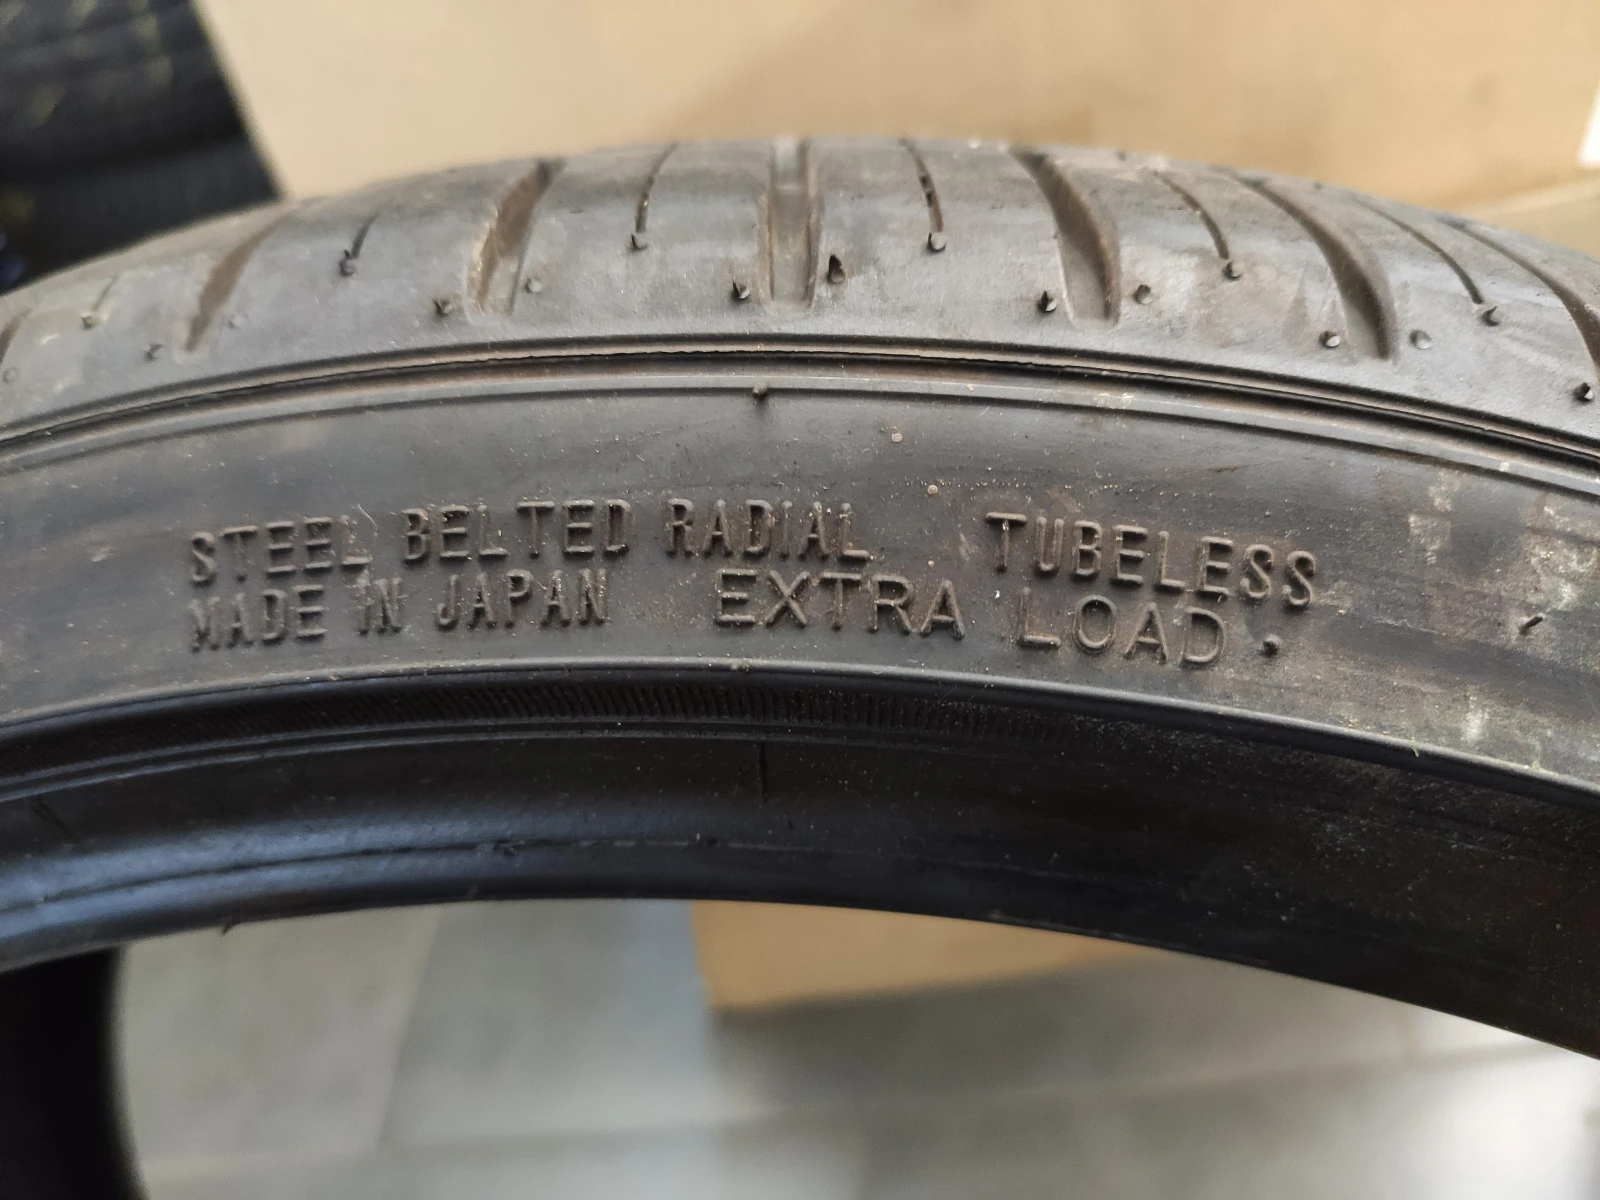 STEEL BELTED RADIAL TUBELESS
MADE IN JAPAN EXTRA LOAD